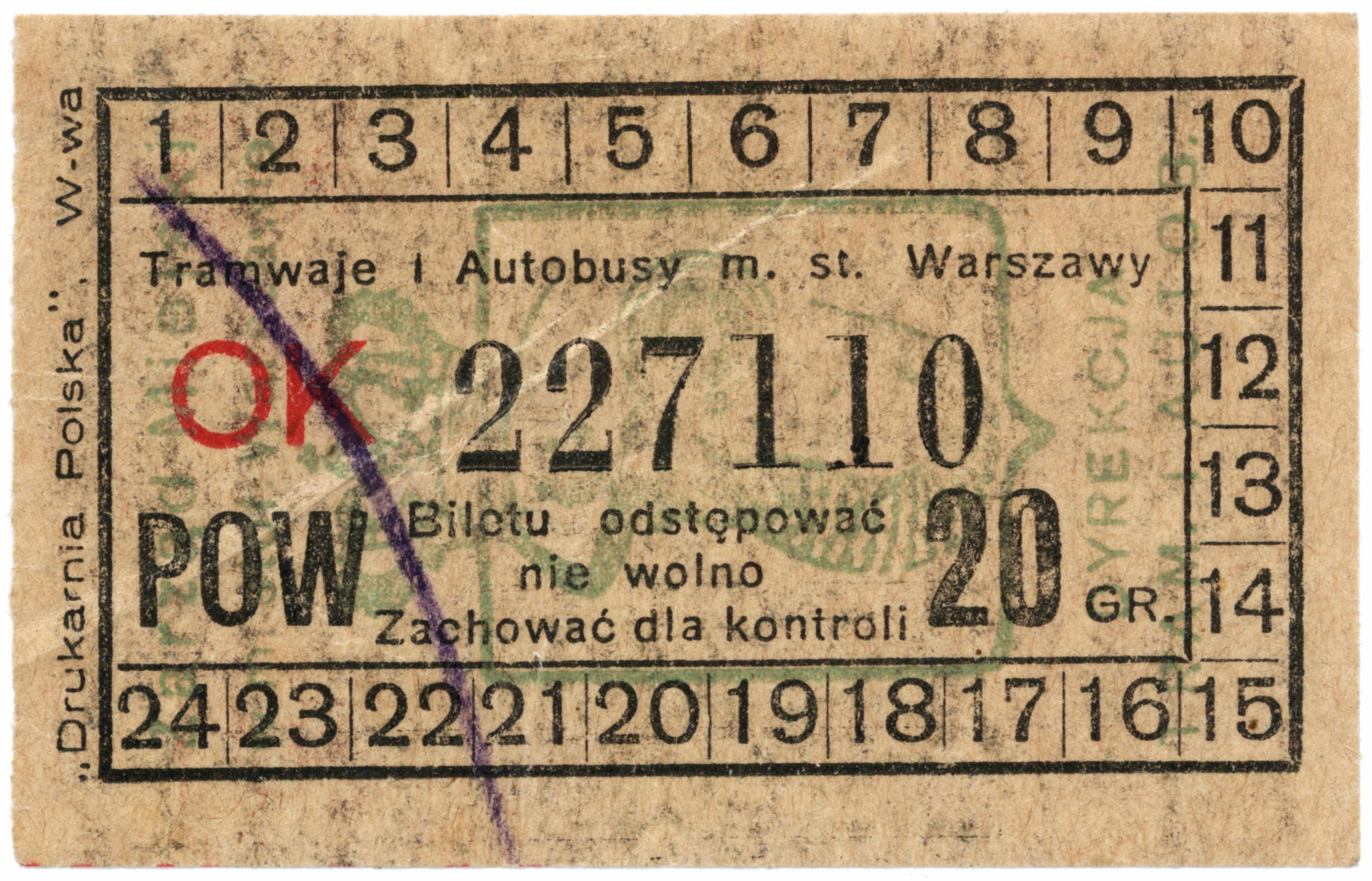 „Drukarnia Polska”, W-wa
1 2 3 4 5 6 7 8 9 10
11
12
13
14
15
24 23 22 21 20 19 18 17 16
Tramwaje i Autobusy m. st. Warszawy
OK 227110
POW
Biletu odstępować
nie wolno
Zachować dla kontroli
20 GR.